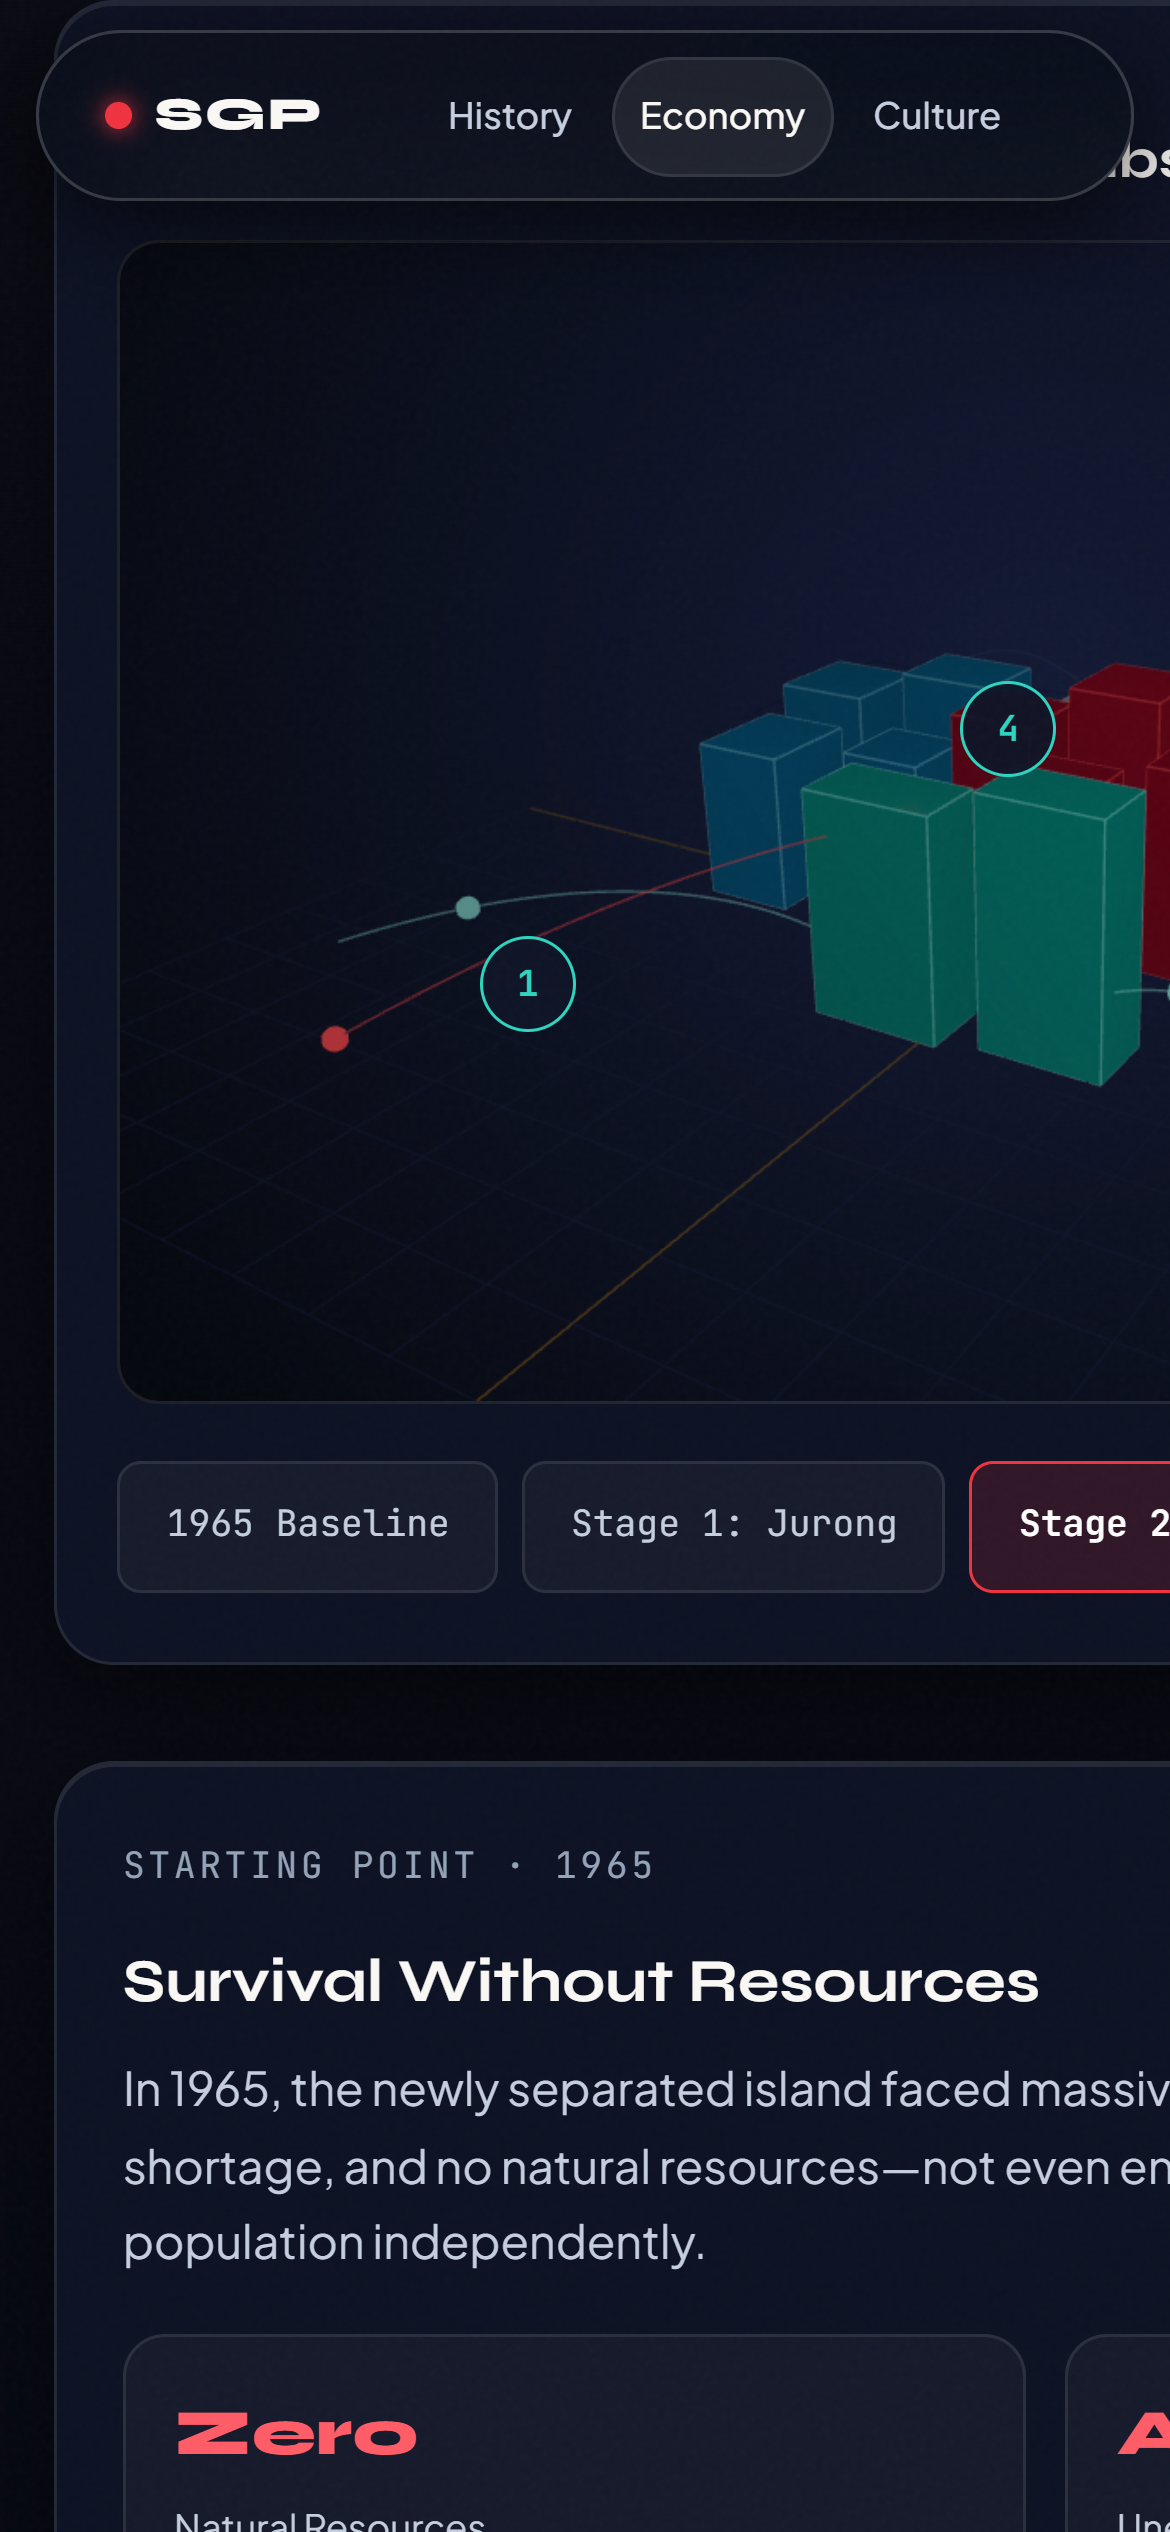 SGP
History
Economy
Culture
4
1
1965 Baseline
Stage 1: Jurong
Stage 2
STARTING POINT · 1965
Survival Without Resources
In 1965, the newly separated island faced
shortage, and no natural resources—not even
population independently.
Zero
Natural Resources